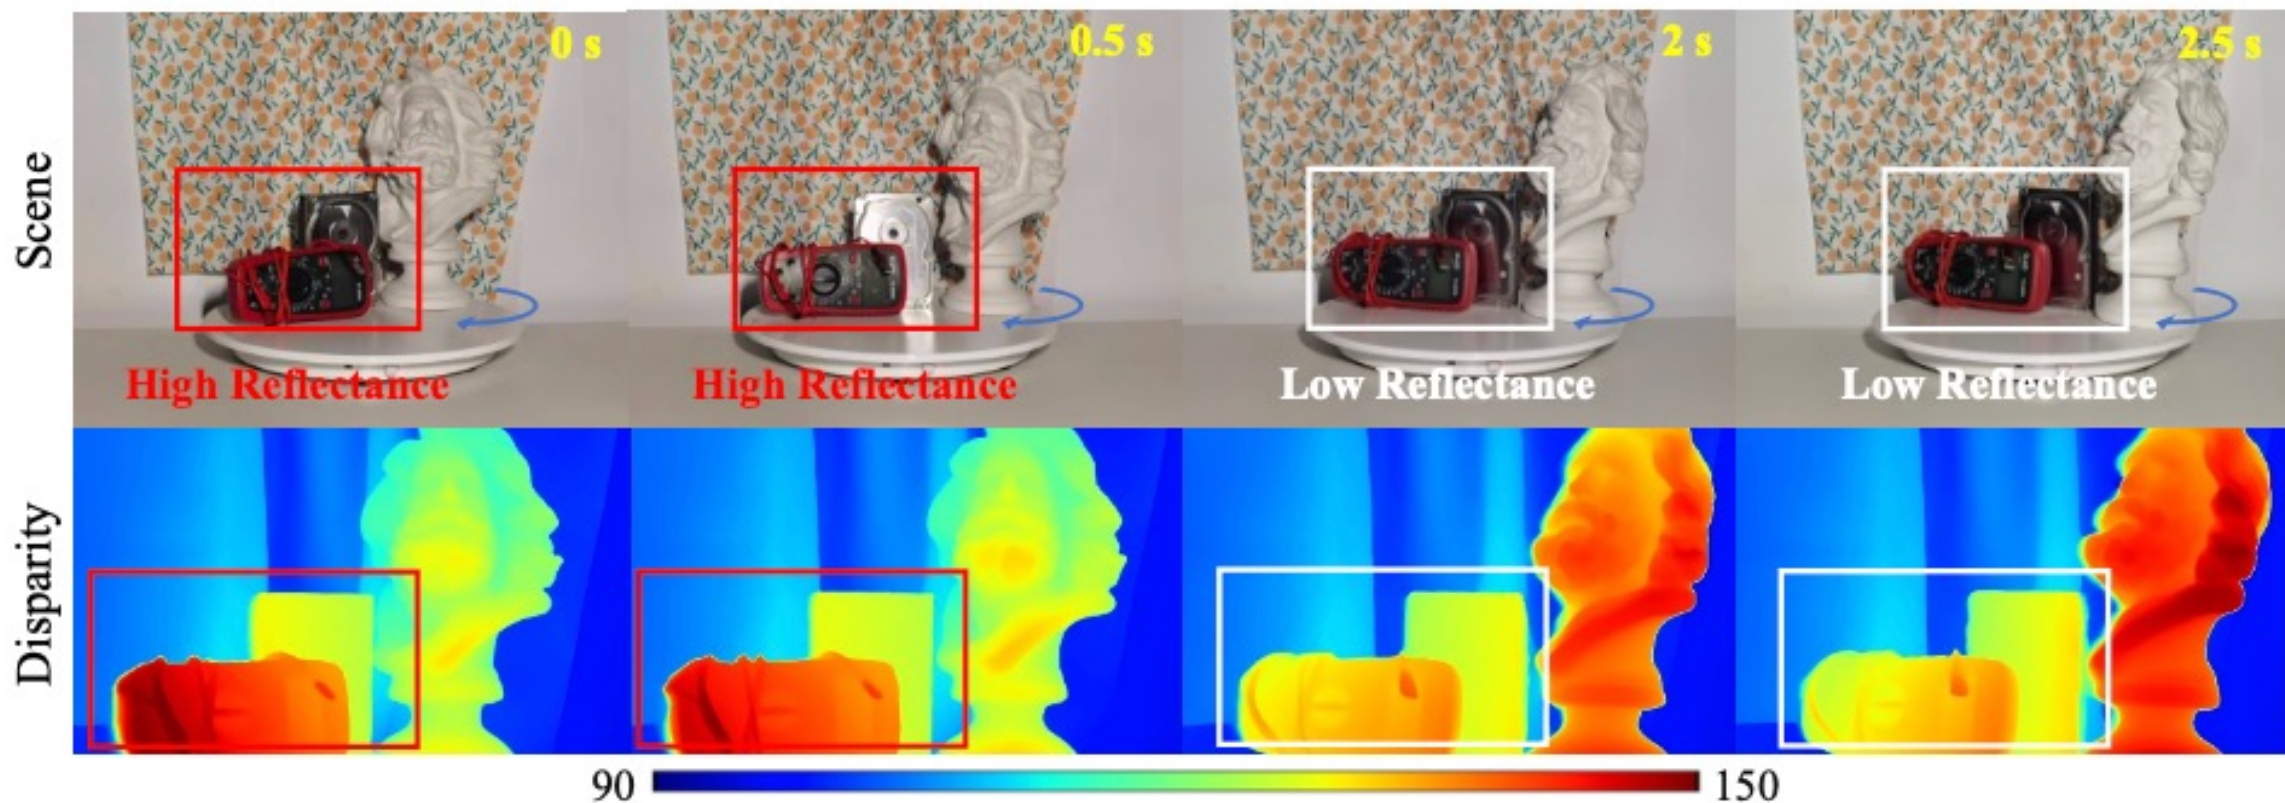 Scene
0 s
0.5 s
2 s
2.5 s
High Reflectance
High Reflectance
Low Reflectance
Low Reflectance
Disparity
90
150